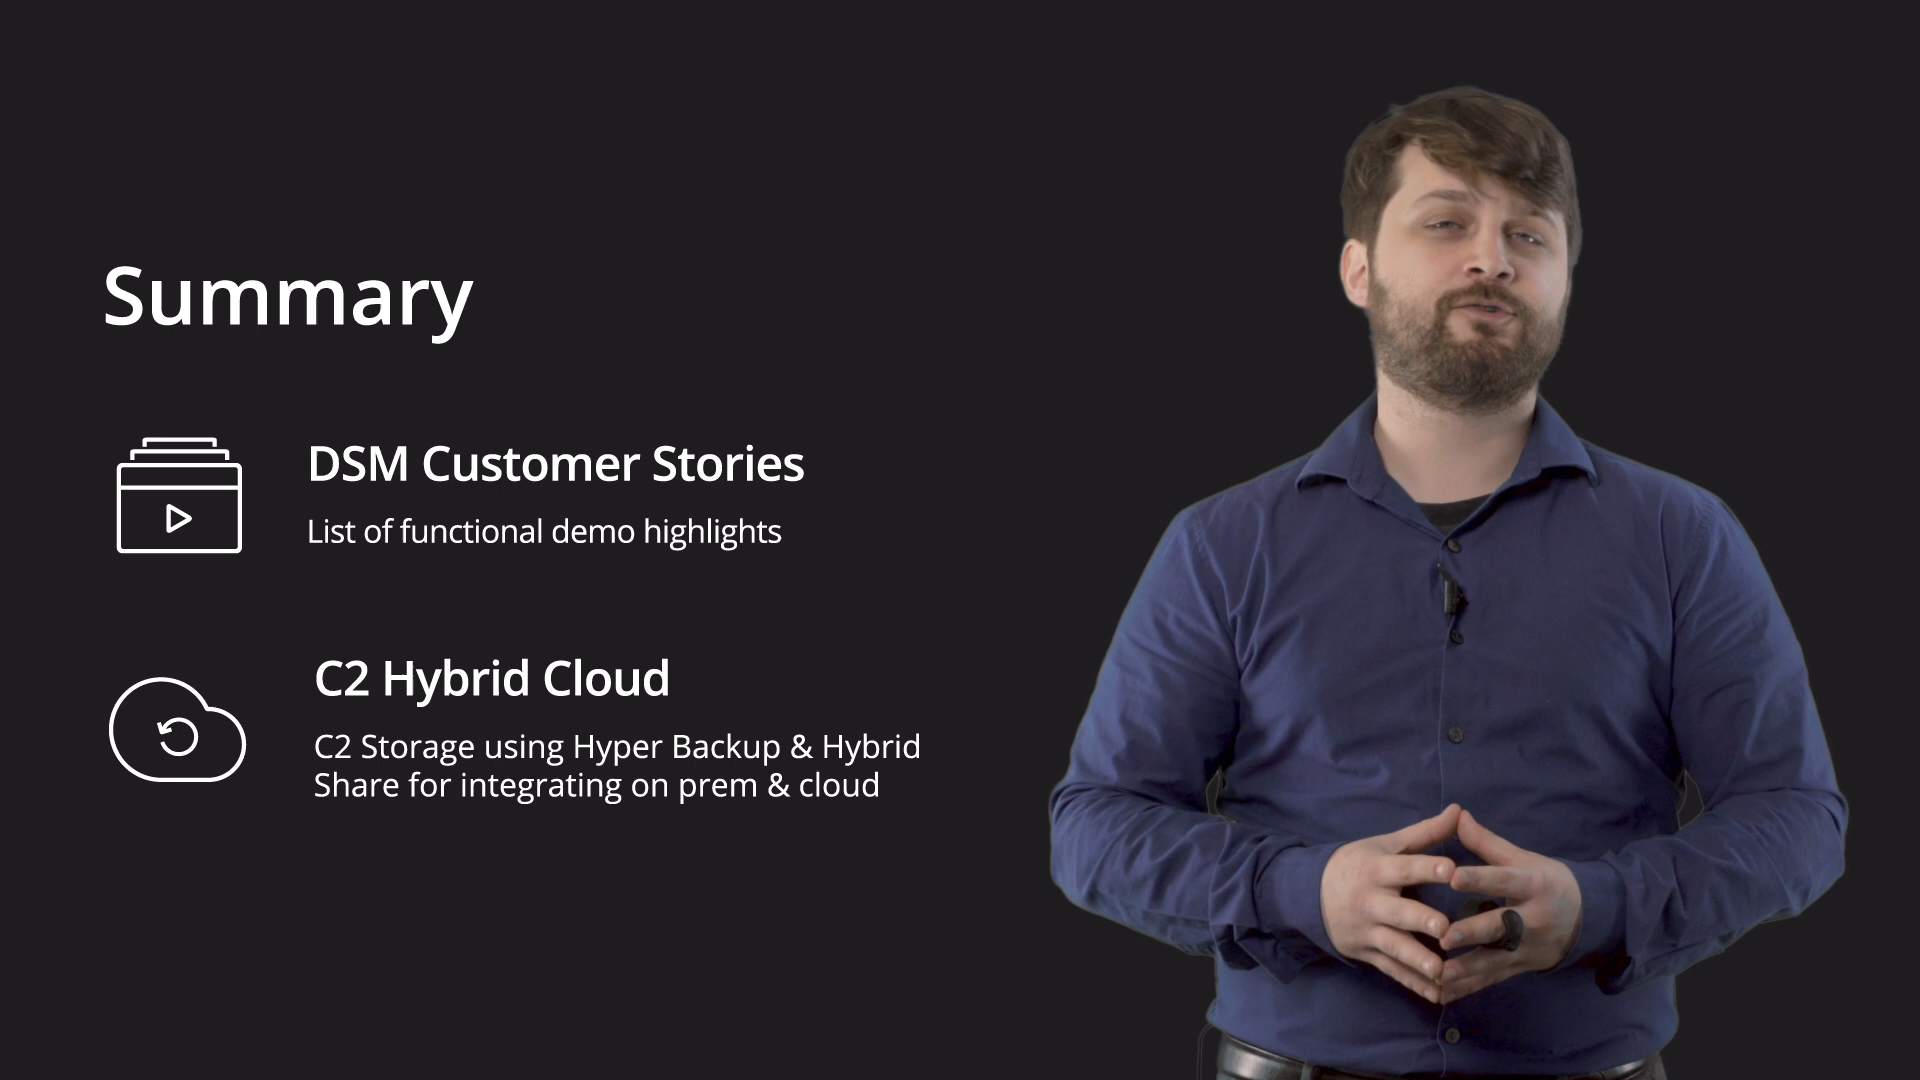 Summary
DSM Customer Stories
List of functional demo highlights
C2 Hybrid Cloud
C2 Storage using Hyper Backup & Hybrid
Share for integrating on prem & cloud